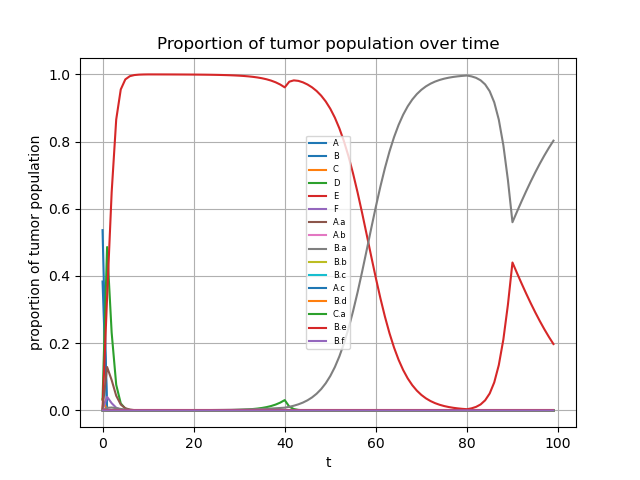 Proportion of tumor population over time
proportion of tumor population
1.0
0.8
0.6
0.4
0.2
0.0
A
B
C
D
E
F
A.a
A.b
B.a
B.b
B.c
A.c
B.d
C.a
B.e
B.f
0
20
40
60
80
100
t